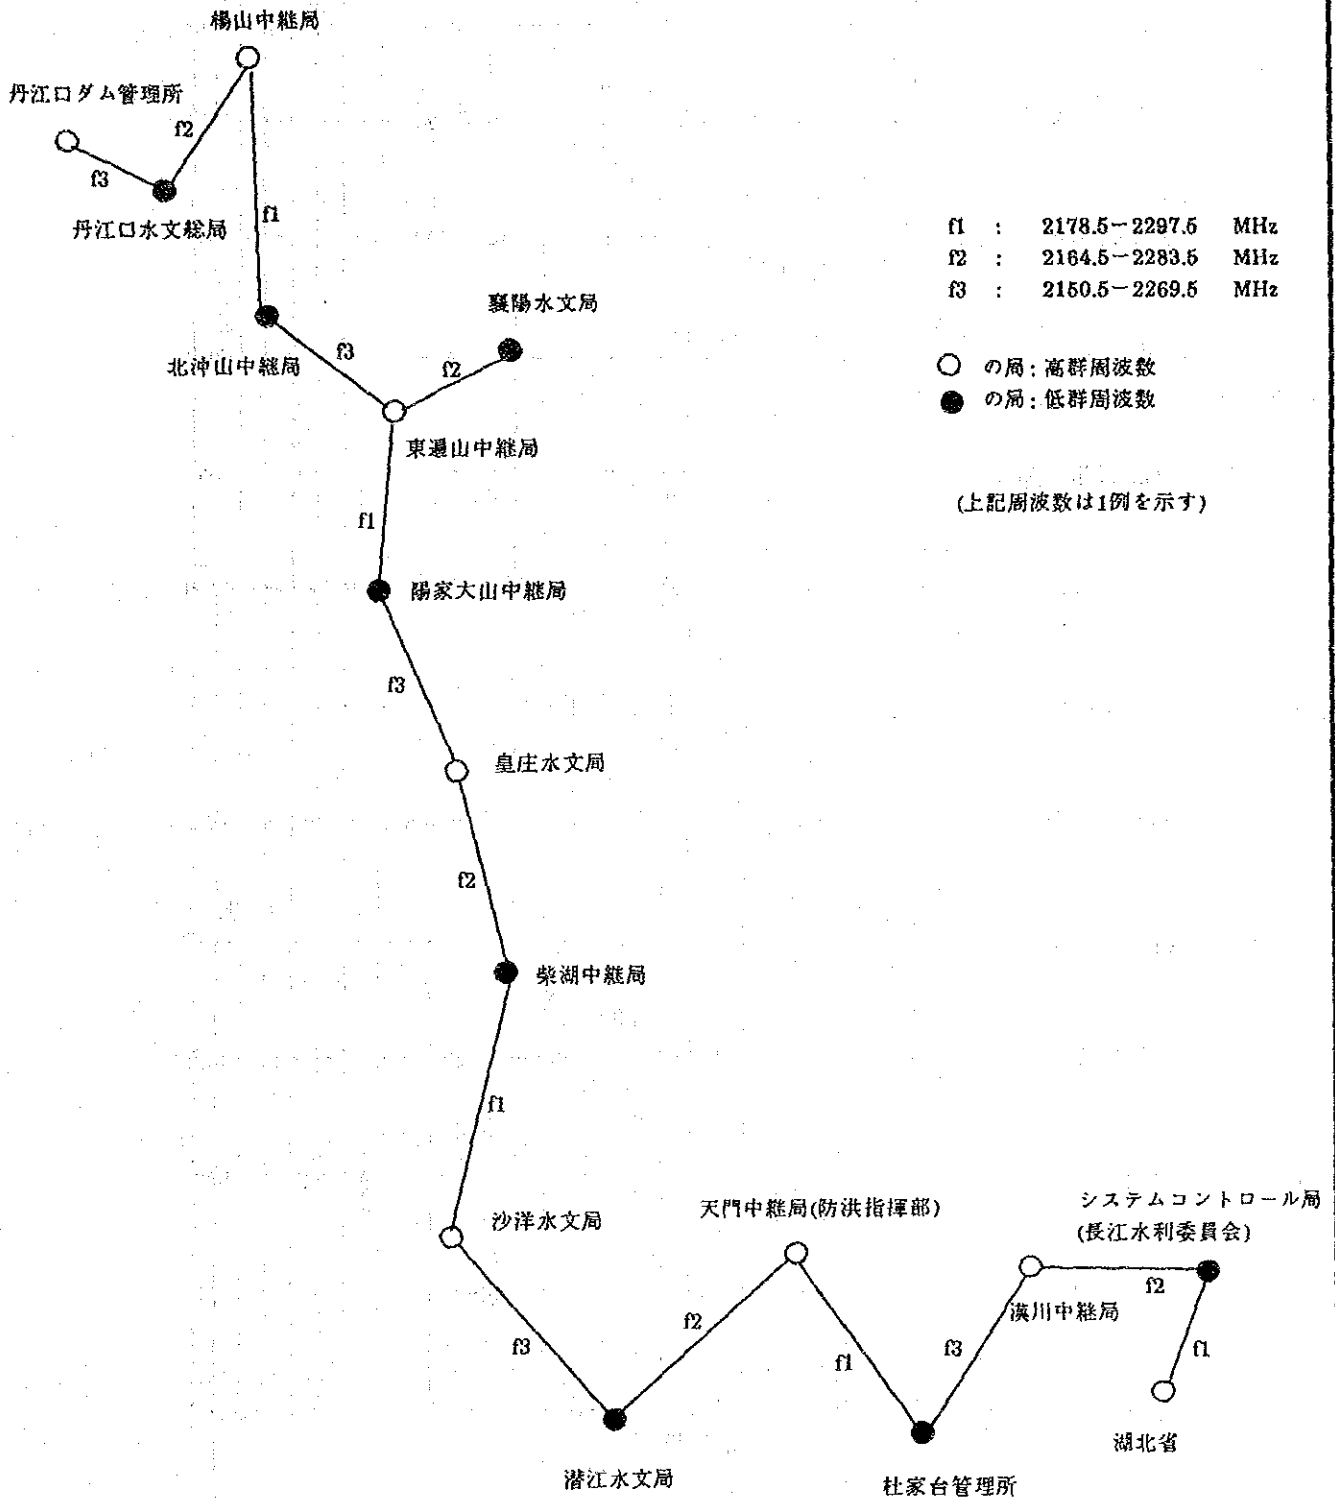 楊山中継局
丹江口ダム管理所
f2
f3
丹江口水文総局
f1
f1 : 2178.5－2297.5 MHz
f2 : 2164.5－2283.5 MHz
f3 : 2150.5－2269.5 MHz
襄陽水文局
北沖山中継局
f3
f2
○ の局：高群周波数
● の局：低群周波数
東邊山中継局
(上記周波数は1例を示す)
f1
陽家大山中継局
f3
皇庄水文局
f2
柴湖中継局
f1
沙洋水文局
天門中継局(防洪指揮部)
システムコントロール局
(長江水利委員会)
f2
漢川中継局
f3
f2
f1
f3
f1
湖北省
潜江水文局
杜家台管理所